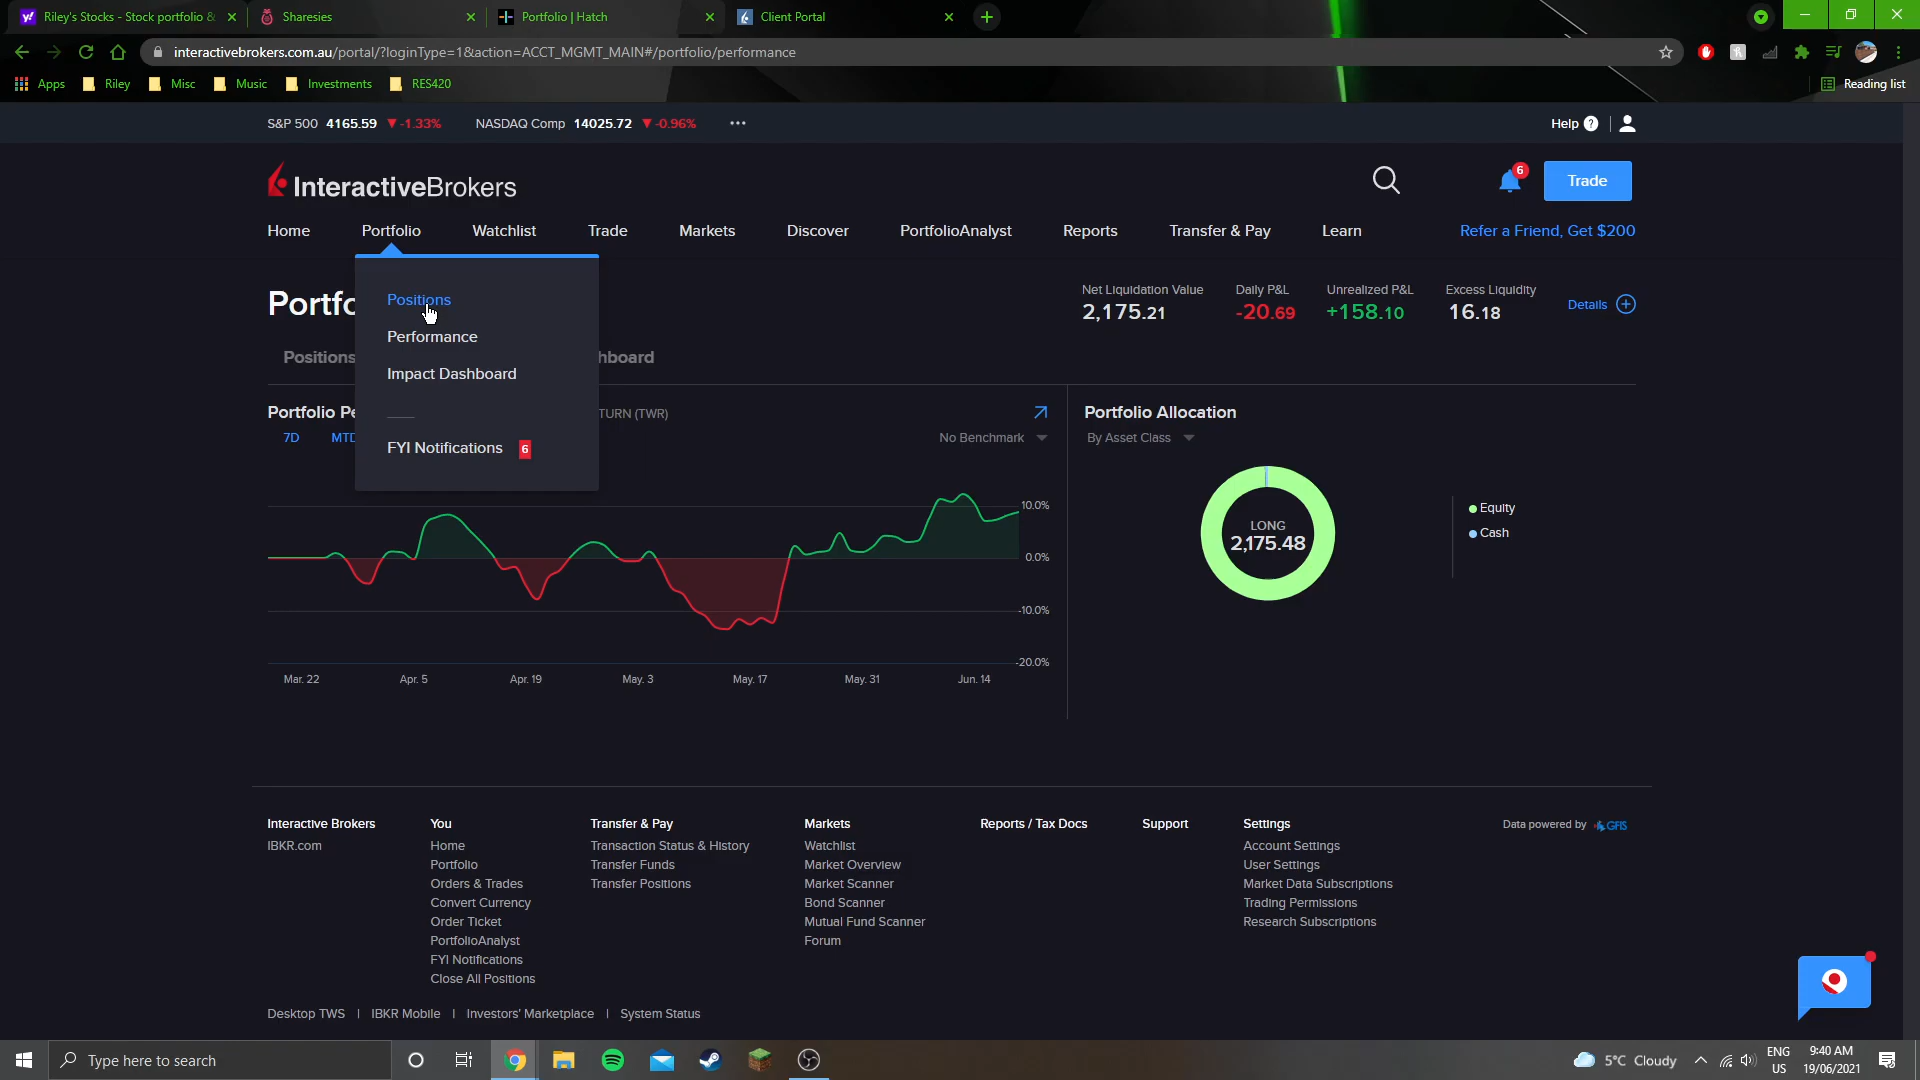 Riley's Stocks - Stock portfolio &
Sharesies
Portfolio | Hatch
Client Portal
interactivebrokers.com.au/portal/?loginType=1&action=ACCT_MGMT_MAIN#/portfolio/performance
Apps Riley Misc Music Investments RES420 Reading list
S&P 500 4165.59 ▼-1.33% NASDAQ Comp 14025.72 ▼-0.96% ••• Help ?
InteractiveBrokers
6
Trade
Home Portfolio Watchlist Trade Markets Discover PortfolioAnalyst Reports Transfer & Pay Learn Refer a Friend, Get $200
Positions
Performance
Impact Dashboard
FYI Notifications 6
Portfo
Net Liquidation Value Daily P&L Unrealized P&L Excess Liquidity
2,175.21 -20.69 +158.10 16.18
Details
Positions hboard
Portfolio Pe TURN (TWR)
7D MTD No Benchmark
10.0%
0.0%
-10.0%
-20.0%
Mar. 22 Apr. 5 Apr. 19 May. 3 May. 17 May. 31 Jun. 14
Portfolio Allocation
By Asset Class
LONG
2,175.48
Equity
Cash
Interactive Brokers
IBKR.com
You
Home
Portfolio
Orders & Trades
Convert Currency
Order Ticket
PortfolioAnalyst
FYI Notifications
Close All Positions
Transfer & Pay
Transaction Status & History
Transfer Funds
Transfer Positions
Markets
Watchlist
Market Overview
Market Scanner
Bond Scanner
Mutual Fund Scanner
Forum
Reports / Tax Docs
Support
Settings
Account Settings
User Settings
Market Data Subscriptions
Trading Permissions
Research Subscriptions
Data powered by GFIS
Desktop TWS | IBKR Mobile | Investors' Marketplace | System Status
Type here to search
5°C Cloudy
ENG
US
9:40 AM
19/06/2021